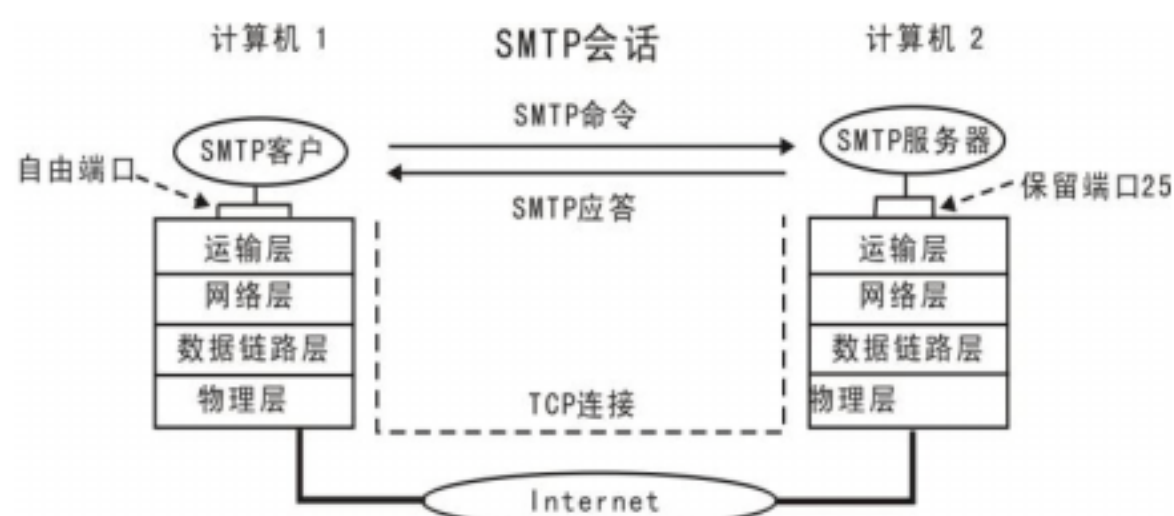 计算机 1
SMTP会话
计算机 2
SMTP命令
SMTP客户
SMTP服务器
自由端口
保留端口25
SMTP应答
运输层
网络层
数据链路层
物理层
运输层
网络层
数据链路层
物理层
TCP连接
Internet